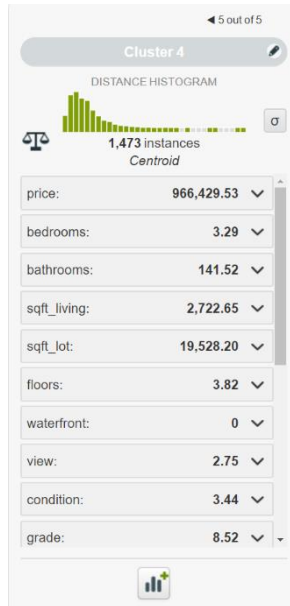 ◀ 5 out of 5
Cluster 4
DISTANCE HISTOGRAM
σ
1,473 instances
Centroid
price: 966,429.53
bedrooms: 3.29
bathrooms: 141.52
sqft_living: 2,722.65
sqft_lot: 19,528.20
floors: 3.82
waterfront: 0
view: 2.75
condition: 3.44
grade: 8.52